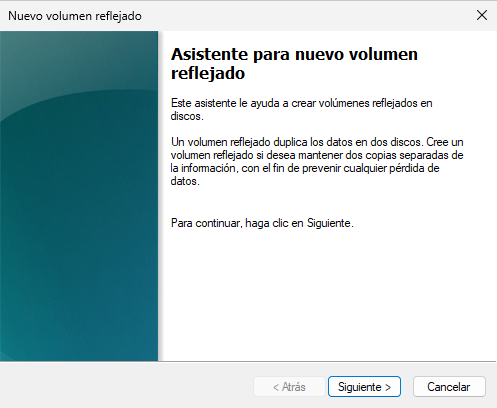 Nuevo volumen reflejado
Asistente para nuevo volumen
reflejado
Este asistente le ayuda a crear volúmenes reflejados en
discos.
Un volumen reflejado duplica los datos en dos discos. Cree un
volumen reflejado si desea mantener dos copias separadas de
la información, con el fin de prevenir cualquier pérdida de
datos.
Para continuar, haga clic en Siguiente.
< Atrás
Siguiente >
Cancelar